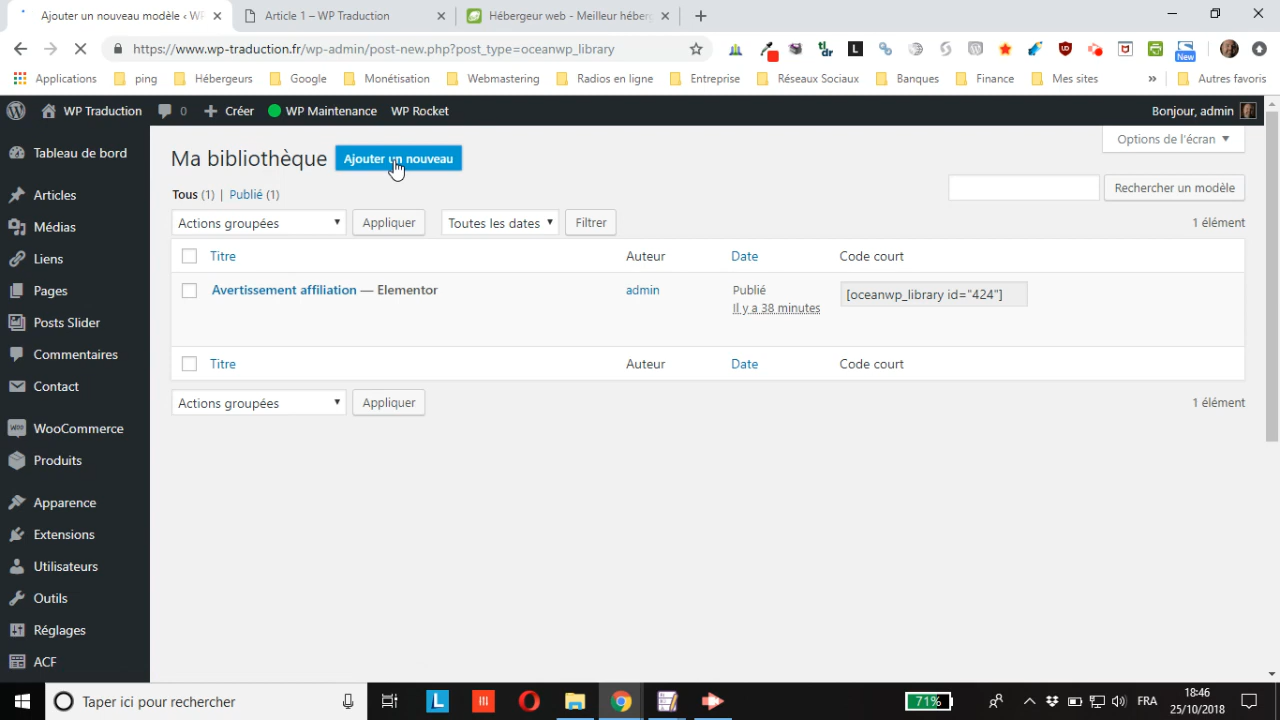 Ajouter un nouveau modèle ‹ WP
Article 1 – WP Traduction
Hébergeur web - Meilleur héber
https://www.wp-traduction.fr/wp-admin/post-new.php?post_type=oceanwp_library
tldr
L
New
Applications
ping
Hébergeurs
Google
Monétisation
Webmastering
Radios en ligne
Entreprise
Réseaux Sociaux
Banques
Finance
Mes sites
»
Autres favoris
WP Traduction
0
Créer
WP Maintenance
WP Rocket
Bonjour, admin
Tableau de bord
Articles
Médias
Liens
Pages
Posts Slider
Commentaires
Contact
WooCommerce
Produits
Apparence
Extensions
Utilisateurs
Outils
Réglages
ACF
Options de l'écran
Ma bibliothèque
Ajouter un nouveau
Tous (1) | Publié (1)
Rechercher un modèle
Actions groupées
Appliquer
Toutes les dates
Filtrer
1 élément
Titre
Auteur
Date
Code court
Avertissement affiliation — Elementor
admin
Publié
Il y a 38 minutes
[oceanwp_library id="424"]
Titre
Auteur
Date
Code court
Actions groupées
Appliquer
1 élément
Taper ici pour rechercher
L
71%
FRA
18:46
25/10/2018